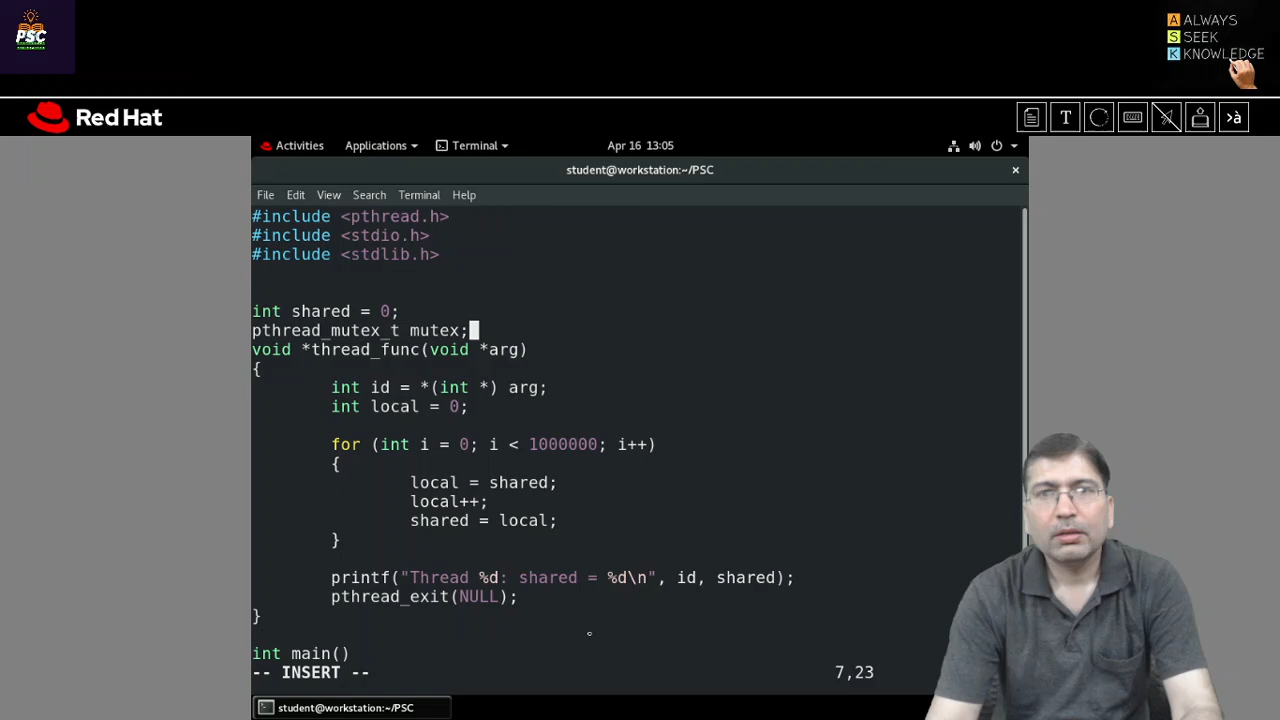 PSC
A ALWAYS
S SEEK
K KNOWLEDGE
Red Hat
T
>à
Activities Applications Terminal Apr 16 13:05
student@workstation:~/PSC ×
File Edit View Search Terminal Help
#include <pthread.h>
#include <stdio.h>
#include <stdlib.h>
int shared = 0;
pthread_mutex_t mutex;
void *thread_func(void *arg)
{
int id = *(int *) arg;
int local = 0;
for (int i = 0; i < 1000000; i++)
{
local = shared;
local++;
shared = local;
}
printf("Thread %d: shared = %d\n", id, shared);
pthread_exit(NULL);
}
int main()
-- INSERT -- 7,23
student@workstation:~/PSC